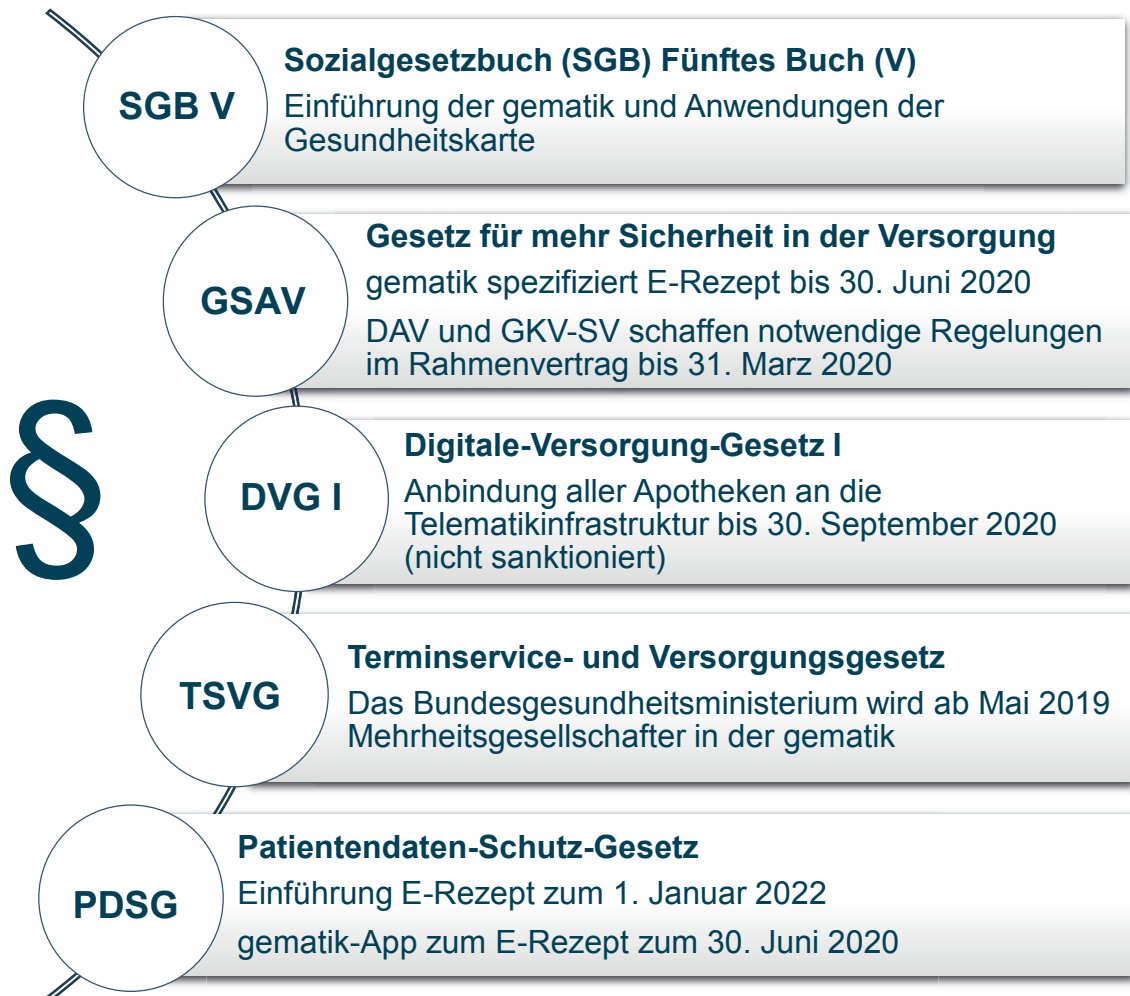 §
SGB V
Sozialgesetzbuch (SGB) Fünftes Buch (V)
Einführung der gematik und Anwendungen der
Gesundheitskarte
GSAV
Gesetz für mehr Sicherheit in der Versorgung
gematik spezifiziert E-Rezept bis 30. Juni 2020
DAV und GKV-SV schaffen notwendige Regelungen
im Rahmenvertrag bis 31. Marz 2020
DVG I
Digitale-Versorgung-Gesetz I
Anbindung aller Apotheken an die
Telematikinfrastruktur bis 30. September 2020
(nicht sanktioniert)
TSVG
Terminservice- und Versorgungsgesetz
Das Bundesgesundheitsministerium wird ab Mai 2019
Mehrheitsgesellschafter in der gematik
PDSG
Patientendaten-Schutz-Gesetz
Einführung E-Rezept zum 1. Januar 2022
gematik-App zum E-Rezept zum 30. Juni 2020